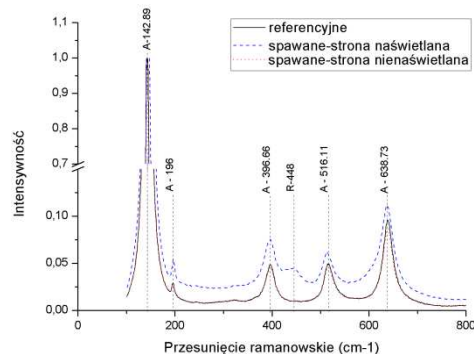 referencyjne
spawane-strona naświetlana
spawane-strona nienaświetlana
A-142.89
A - 196
A - 396.66
R-448
A - 516.11
A - 638.73
Intensywność
1,0
0,9
0,8
0,7
0,10
0,05
0,00
0 200 400 600 800
Przesunięcie ramanowskie (cm-1)